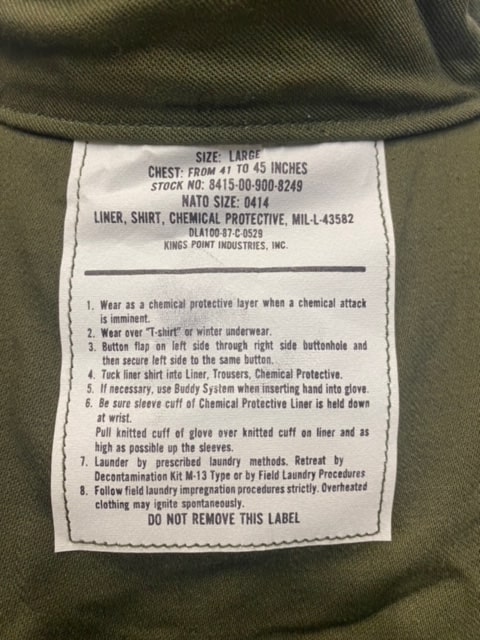 SIZE: LARGE
CHEST: FROM 41 TO 45 INCHES
STOCK NO: 8415-00-900-8249
NATO SIZE: 0414
LINER, SHIRT, CHEMICAL PROTECTIVE, MIL-L-43582
DLA100-87-C-0529
KINGS POINT INDUSTRIES, INC.
1. Wear as a chemical protective layer when a chemical attack
is imminent.
2. Wear over "T-shirt" or winter underwear.
3. Button flap on left side through right side buttonhole and
then secure left side to the same button.
4. Tuck liner shirt into Liner, Trousers, Chemical Protective.
5. If necessary, use Buddy System when inserting hand into glove.
6. Be sure sleeve cuff of Chemical Protective Liner is held down
at wrist.
Pull knitted cuff of glove over knitted cuff on liner and as
high as possible up the sleeves.
7. Launder by prescribed laundry methods. Retreat by
Decontamination Kit M-13 Type or by Field Laundry Procedures
8. Follow field laundry impregnation procedures strictly. Overheated
clothing may ignite spontaneously.
DO NOT REMOVE THIS LABEL